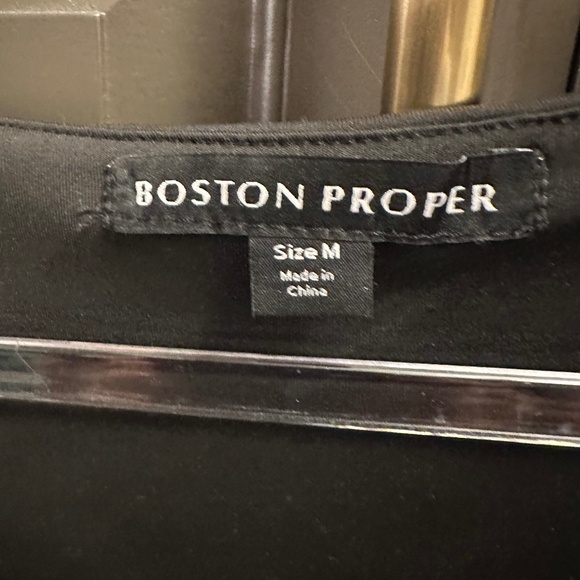 BOSTON PROPER
Size M
Made in
China